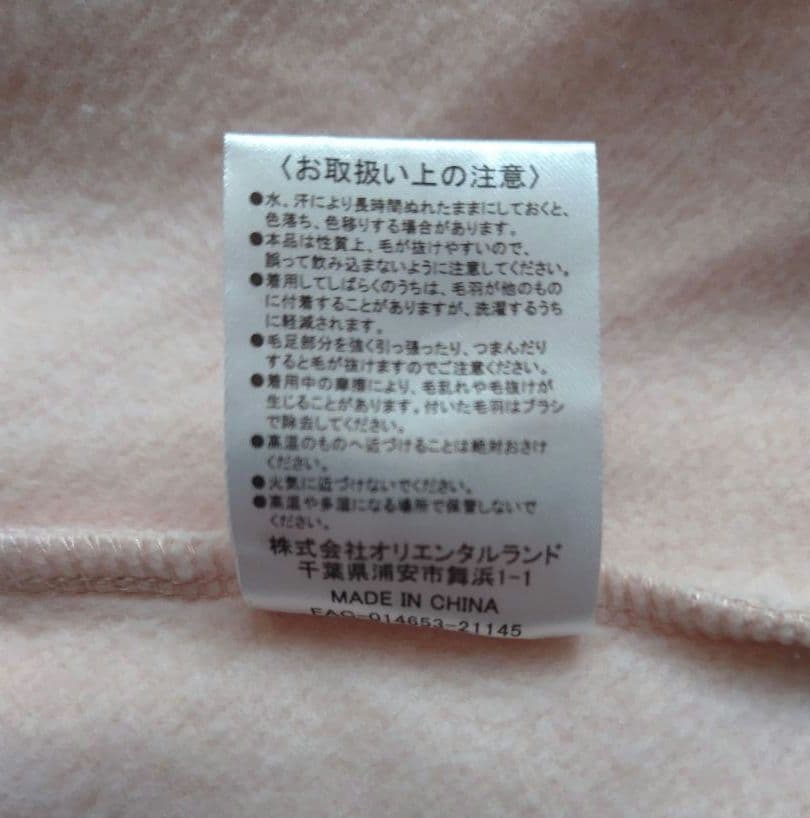 〈お取扱い上の注意〉
●水、汗により長時間ぬれたままにしておくと、
色落ち、色移りする場合があります。
●本品は性質上、毛が抜けやすいので、
誤って飲み込まないように注意してください。
●着用してしばらくのうちは、毛羽が他のもの
に付着することがありますが、洗濯するうち
に軽減されます。
●毛足部分を強く引っ張ったり、つまんだり
すると毛が抜けますのでご注意ください。
●着用中の摩擦により、毛乱れや毛抜けが
生じることがあります。付いた毛羽はブラシ
で除去してください。
●高温のものへ近づけることは絶対おさけ
ください。
●火気に近づけないでください。
●高温や多湿になる場所で保管しないで
ください。
株式会社オリエンタルランド
千葉県浦安市舞浜1-1
MADE IN CHINA
FAO-014653-21145